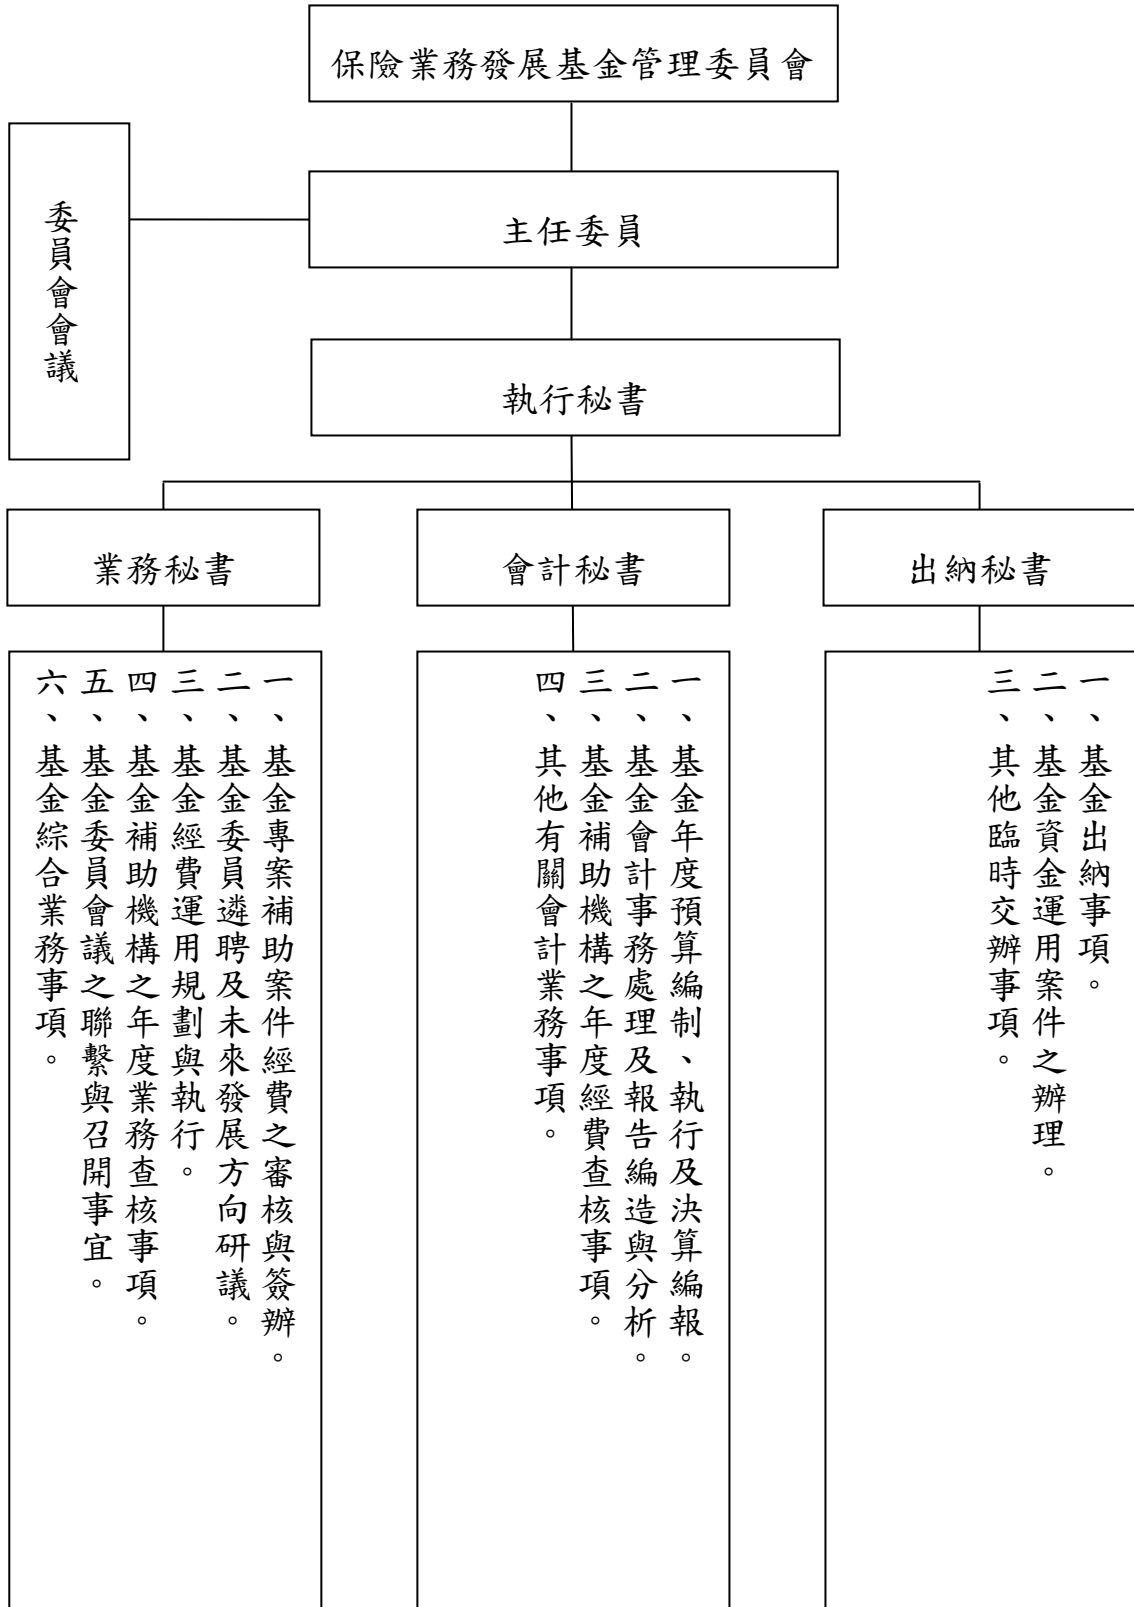 保險業務發展基金管理委員會
委員會會議
主任委員
執行秘書
業務秘書
會計秘書
出納秘書
一、基金專案補助案件經費之審核與簽辦。
二、基金委員遴聘及未來發展方向研議。
三、基金經費運用規劃與執行。
四、基金補助機構之年度業務查核事項。
五、基金委員會議之聯繫與召開事宜。
六、基金綜合業務事項。
一、基金年度預算編制、執行及決算編報。
二、基金會計事務處理及報告編造與分析。
三、基金補助機構之年度經費查核事項。
四、其他有關會計業務事項。
一、基金出納事項。
二、基金資金運用案件之辦理。
三、其他臨時交辦事項。